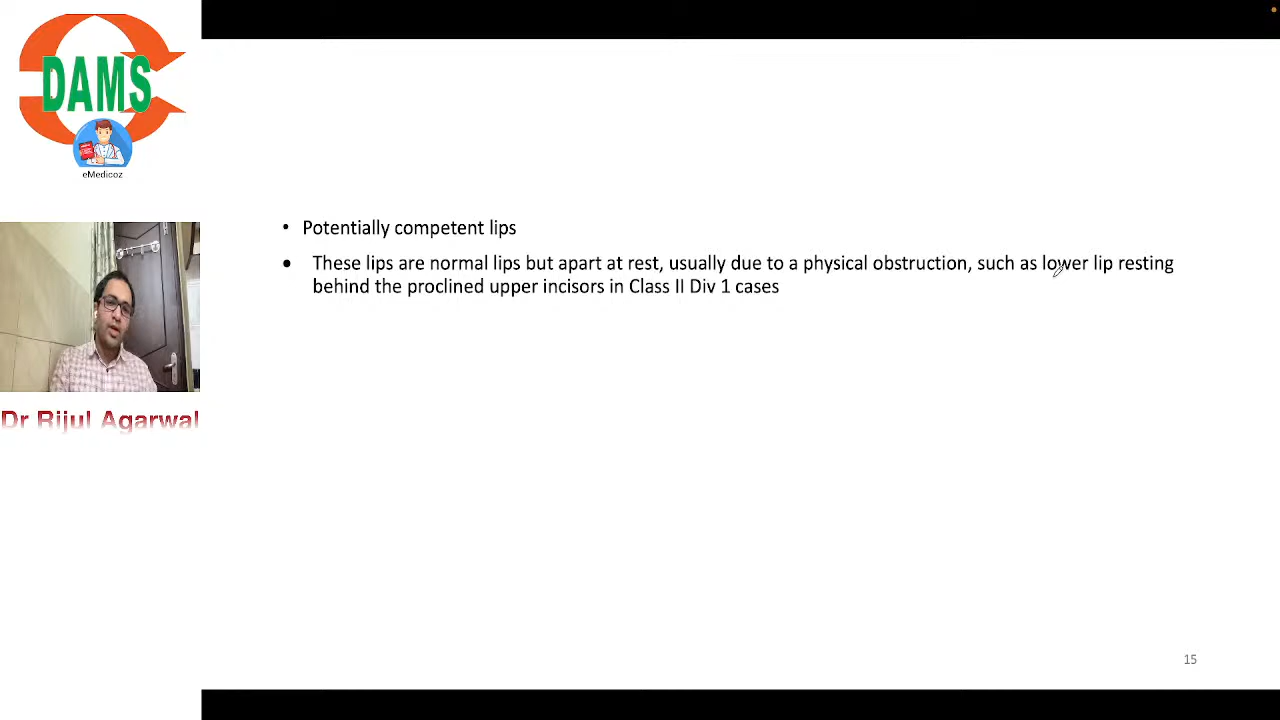 DAMS
eMedicoz
• Potentially competent lips
• These lips are normal lips but apart at rest, usually due to a physical obstruction, such as lower lip resting
behind the proclined upper incisors in Class II Div 1 cases
Dr Rijul Agarwal
15